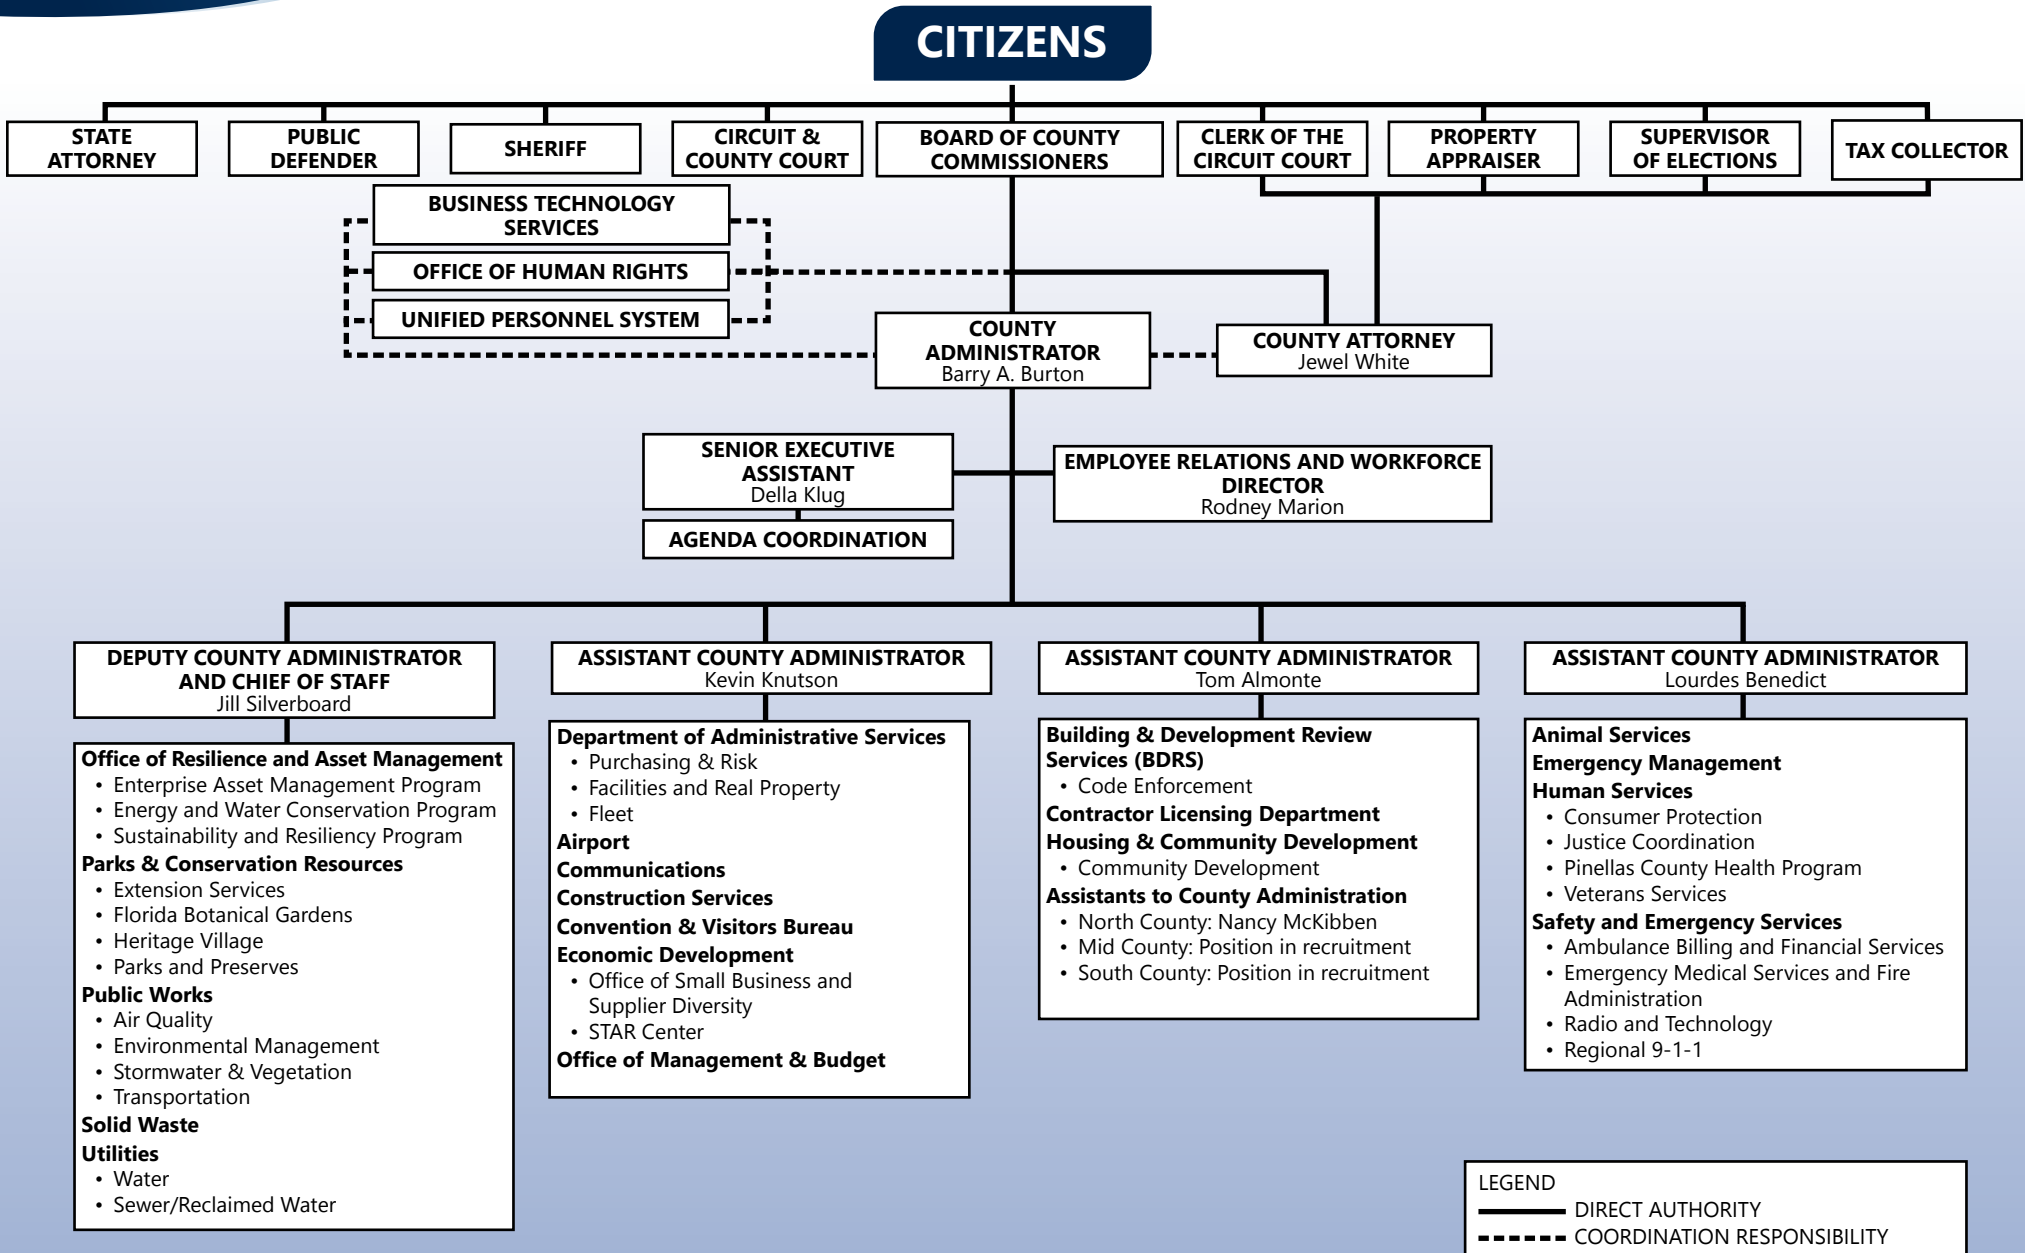 CITIZENS
STATE
ATTORNEY
PUBLIC
DEFENDER
SHERIFF
CIRCUIT &
COUNTY COURT
BOARD OF COUNTY
COMMISSIONERS
CLERK OF THE
CIRCUIT COURT
PROPERTY
APPRAISER
SUPERVISOR
OF ELECTIONS
TAX COLLECTOR
BUSINESS TECHNOLOGY
SERVICES
OFFICE OF HUMAN RIGHTS
UNIFIED PERSONNEL SYSTEM
COUNTY
ADMINISTRATOR
Barry A. Burton
COUNTY ATTORNEY
Jewel White
SENIOR EXECUTIVE
ASSISTANT
Della Klug
AGENDA COORDINATION
EMPLOYEE RELATIONS AND WORKFORCE
DIRECTOR
Rodney Marion
DEPUTY COUNTY ADMINISTRATOR
AND CHIEF OF STAFF
Jill Silverboard
Office of Resilience and Asset Management
• Enterprise Asset Management Program
• Energy and Water Conservation Program
• Sustainability and Resiliency Program
Parks & Conservation Resources
• Extension Services
• Florida Botanical Gardens
• Heritage Village
• Parks and Preserves
Public Works
• Air Quality
• Environmental Management
• Stormwater & Vegetation
• Transportation
Solid Waste
Utilities
• Water
• Sewer/Reclaimed Water
ASSISTANT COUNTY ADMINISTRATOR
Kevin Knutson
Department of Administrative Services
• Purchasing & Risk
• Facilities and Real Property
• Fleet
Airport
Communications
Construction Services
Convention & Visitors Bureau
Economic Development
• Office of Small Business and
Supplier Diversity
• STAR Center
Office of Management & Budget
ASSISTANT COUNTY ADMINISTRATOR
Tom Almonte
Building & Development Review
Services (BDRS)
• Code Enforcement
Contractor Licensing Department
Housing & Community Development
• Community Development
Assistants to County Administration
• North County: Nancy McKibben
• Mid County: Position in recruitment
• South County: Position in recruitment
ASSISTANT COUNTY ADMINISTRATOR
Lourdes Benedict
Animal Services
Emergency Management
Human Services
• Consumer Protection
• Justice Coordination
• Pinellas County Health Program
• Veterans Services
Safety and Emergency Services
• Ambulance Billing and Financial Services
• Emergency Medical Services and Fire
Administration
• Radio and Technology
• Regional 9-1-1
LEGEND
DIRECT AUTHORITY
COORDINATION RESPONSIBILITY